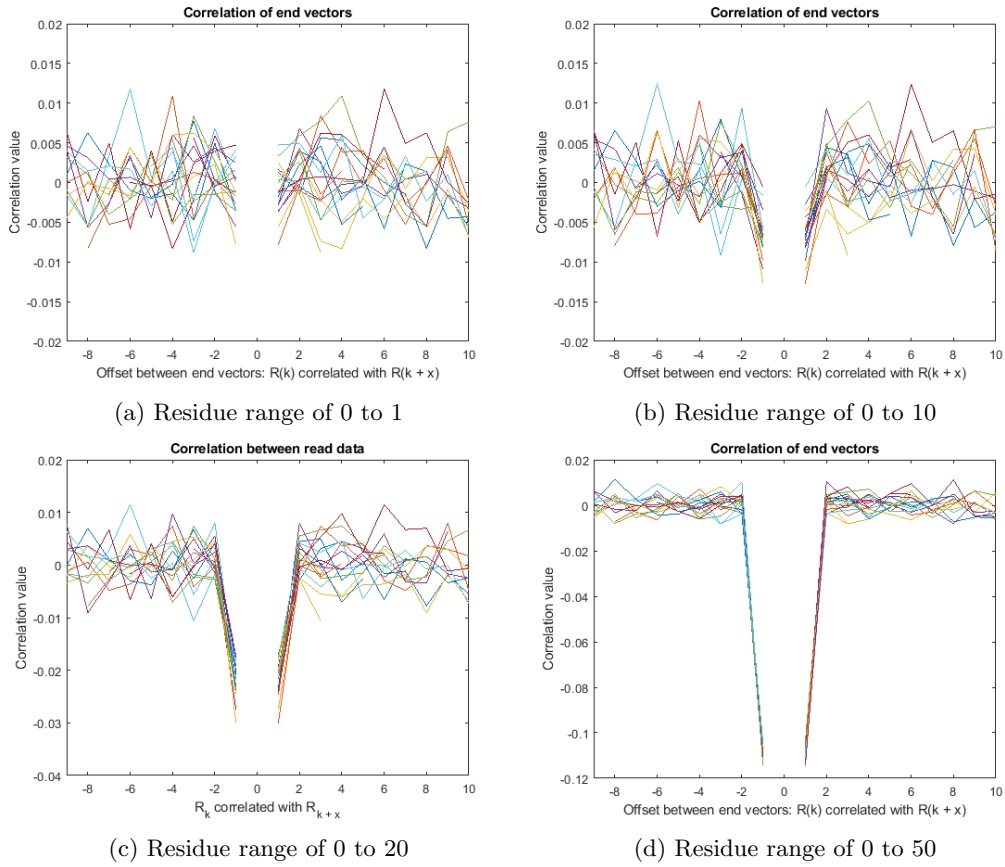 Correlation of end vectors
0.02
0.015
0.01
0.005
0
-0.005
-0.01
-0.015
-0.02
Correlation value
-8 -6 -4 -2 0 2 4 6 8 10
Offset between end vectors: R(k) correlated with R(k + x)
(a) Residue range of 0 to 1
Correlation of end vectors
0.02
0.015
0.01
0.005
0
-0.005
-0.01
-0.015
-0.02
Correlation value
-8 -6 -4 -2 0 2 4 6 8 10
Offset between end vectors: R(k) correlated with R(k + x)
(b) Residue range of 0 to 10
Correlation between read data
0.02
0.01
0
-0.01
-0.02
-0.03
-0.04
Correlation value
-8 -6 -4 -2 0 2 4 6 8 10
R_k correlated with R_{k + x}
(c) Residue range of 0 to 20
Correlation of end vectors
0.02
0
-0.02
-0.04
-0.06
-0.08
-0.1
-0.12
Correlation value
-8 -6 -4 -2 0 2 4 6 8 10
Offset between end vectors: R(k) correlated with R(k + x)
(d) Residue range of 0 to 50